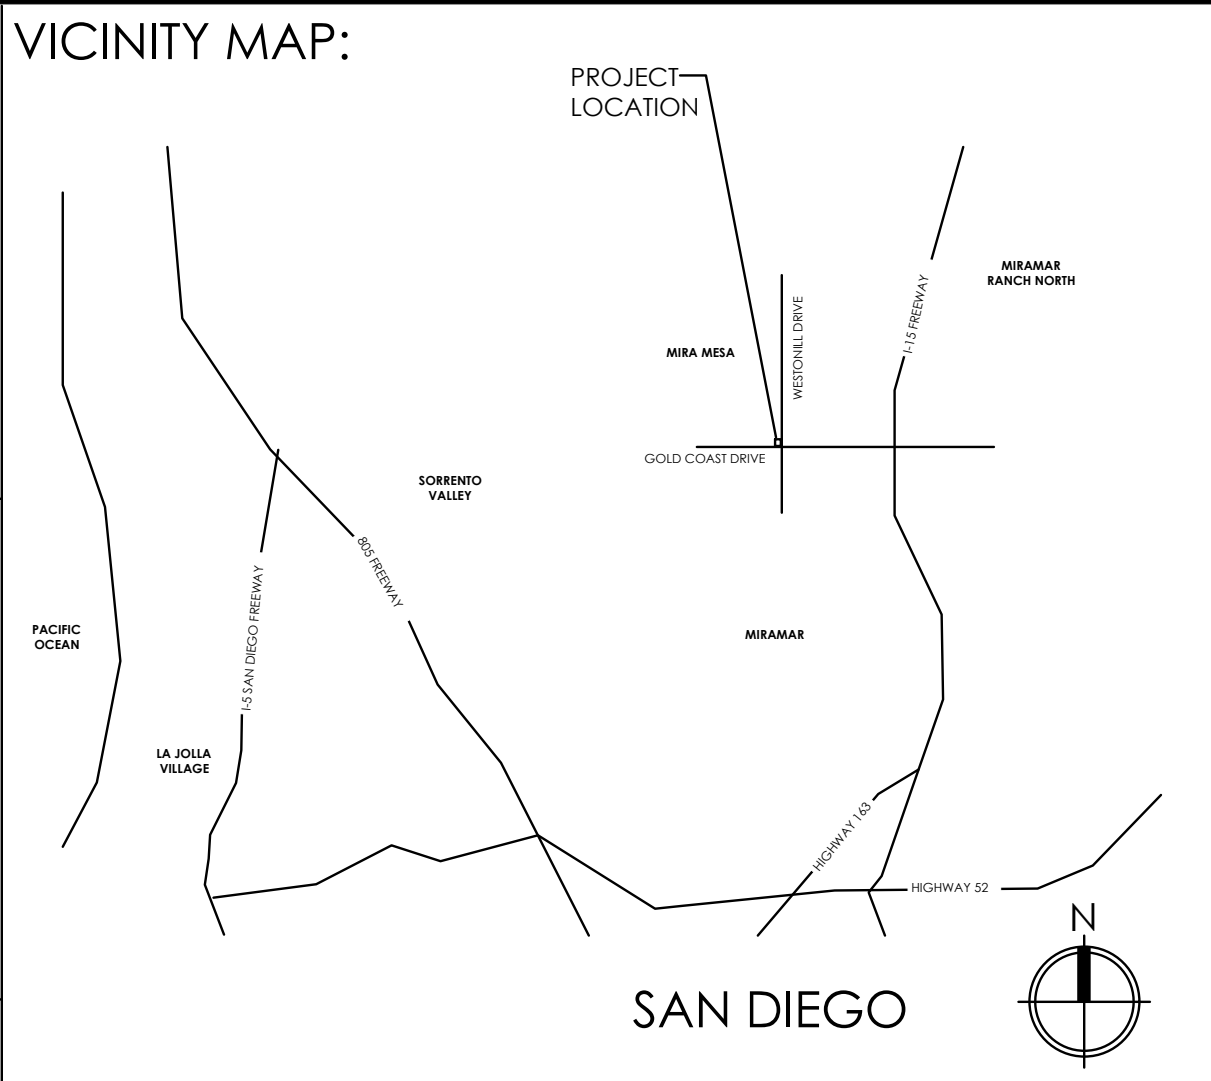 VICINITY MAP:
PROJECT
LOCATION
MIRAMAR
RANCH NORTH
I-15 FREEWAY
WESTONILL DRIVE
MIRA MESA
GOLD COAST DRIVE
SORRENTO
VALLEY
805 FREEWAY
I-5 SAN DIEGO FREEWAY
PACIFIC
OCEAN
MIRAMAR
LA JOLLA
VILLAGE
HIGHWAY 163
HIGHWAY 52
N
SAN DIEGO